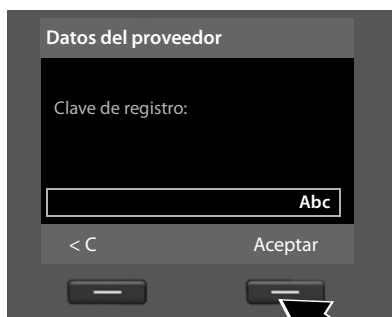 Datos del proveedor
Clave de registro:
Abc
< C Aceptar